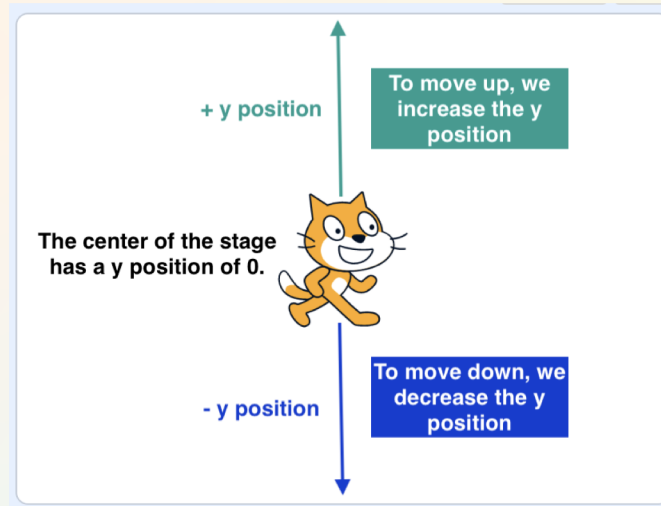 To move up, we
increase the y
position
+ y position
The center of the stage
has a y position of 0.
To move down, we
decrease the y
position
- y position